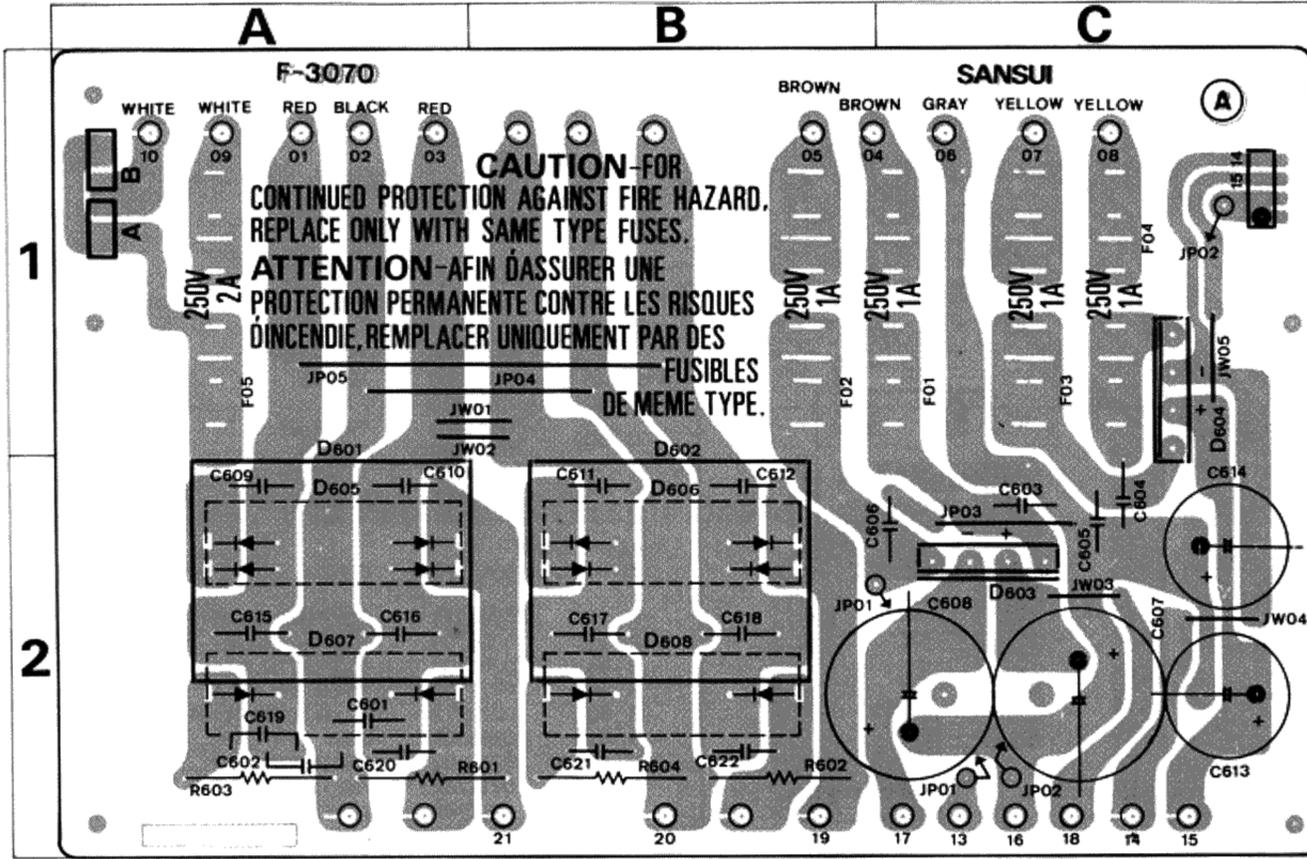 A B C
F-3070 SANSUI
BROWN
WHITE WHITE RED BLACK RED BROWN GRAY YELLOW YELLOW A
10 09 01 02 03 05 04 06 07 08
CAUTION-FOR
CONTINUED PROTECTION AGAINST FIRE HAZARD,
REPLACE ONLY WITH SAME TYPE FUSES.
ATTENTION-AFIN ÓASSURER UNE
PROTECTION PERMANENTE CONTRE LES RISQUES
ÓINCENDIE, REMPLACER UNIQUEMENT PAR DES
FUSIBLES
DE MEME TYPE.
B
A
15 14
JP02
F04
1
250V 2A
250V 1A
250V 1A
250V 1A
250V 1A
JP05 JP04
F05 F02 F01 F03
JW05
- + D604
JW01
JW02
D601 D602
C609 D605 C610 C611 D606 C612
C614
C606 JP03 C603 C605 C604
- +
D603 JW03
JP01 C608 C607 JW04
+
C615 D607 C616 C617 D608 C618
2
+ + +
C619 C601
C602 C620 C621 C622
R603 R601 R604 R602
JP01 JP02 C613
21 20 19 17 13 16 18 14 15